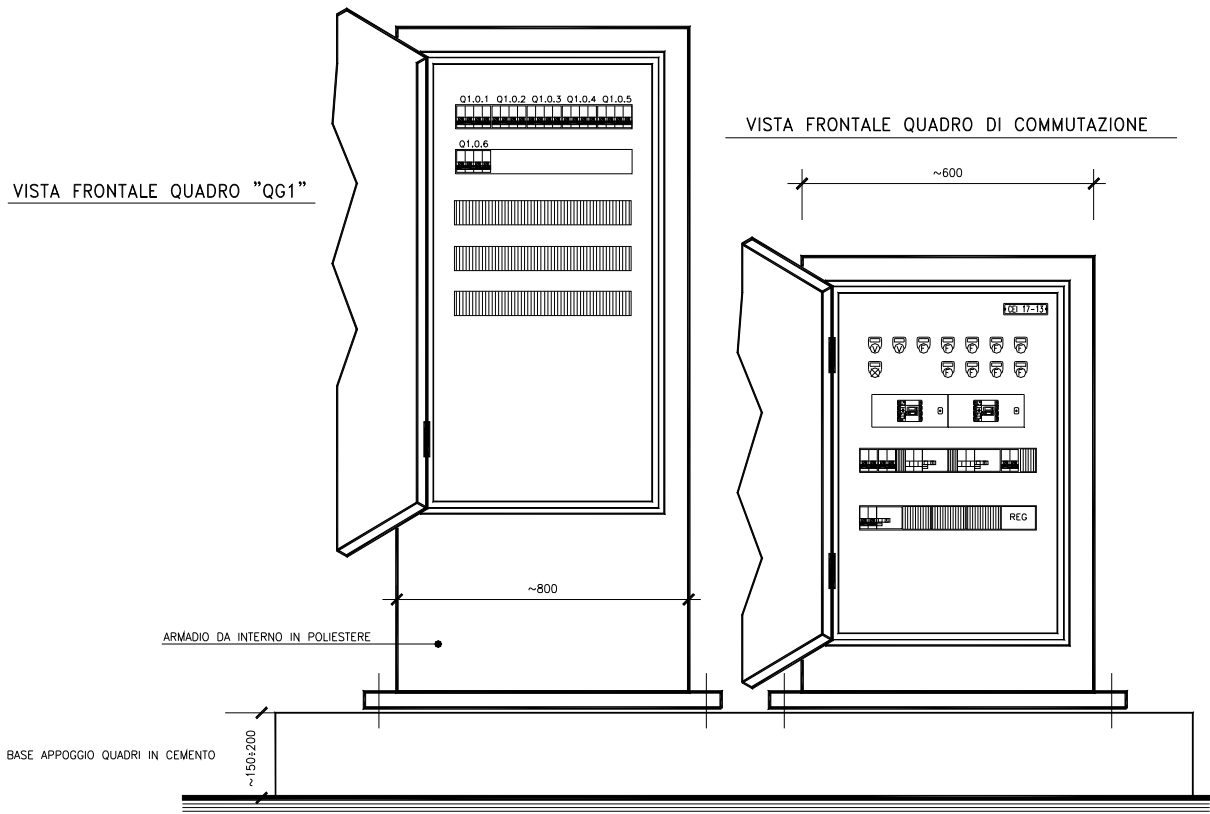 Q1.0.1 Q1.0.2 Q1.0.3 Q1.0.4 Q1.0.5
Q1.0.6
VISTA FRONTALE QUADRO "QG1"
VISTA FRONTALE QUADRO DI COMMUTAZIONE
~600
CEI 17-13
V V F F F F F
F F F F
REG
~800
ARMADIO DA INTERNO IN POLIESTERE
BASE APPOGGIO QUADRI IN CEMENTO
~150÷200